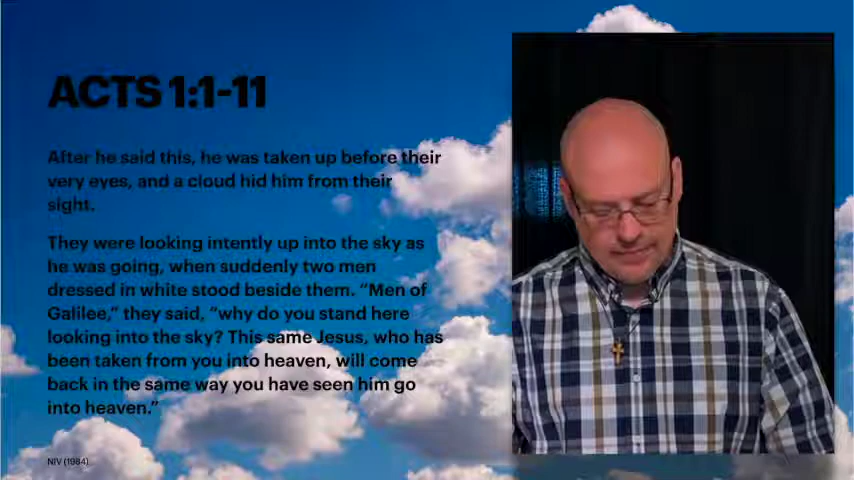 ACTS 1:1-11
After he said this, he was taken up before their
very eyes, and a cloud hid him from their
sight.
They were looking intently up into the sky as
he was going, when suddenly two men
dressed in white stood beside them. “Men of
Galilee,” they said, “why do you stand here
looking into the sky? This same Jesus, who has
been taken from you into heaven, will come
back in the same way you have seen him go
into heaven.”
NIV (1984)